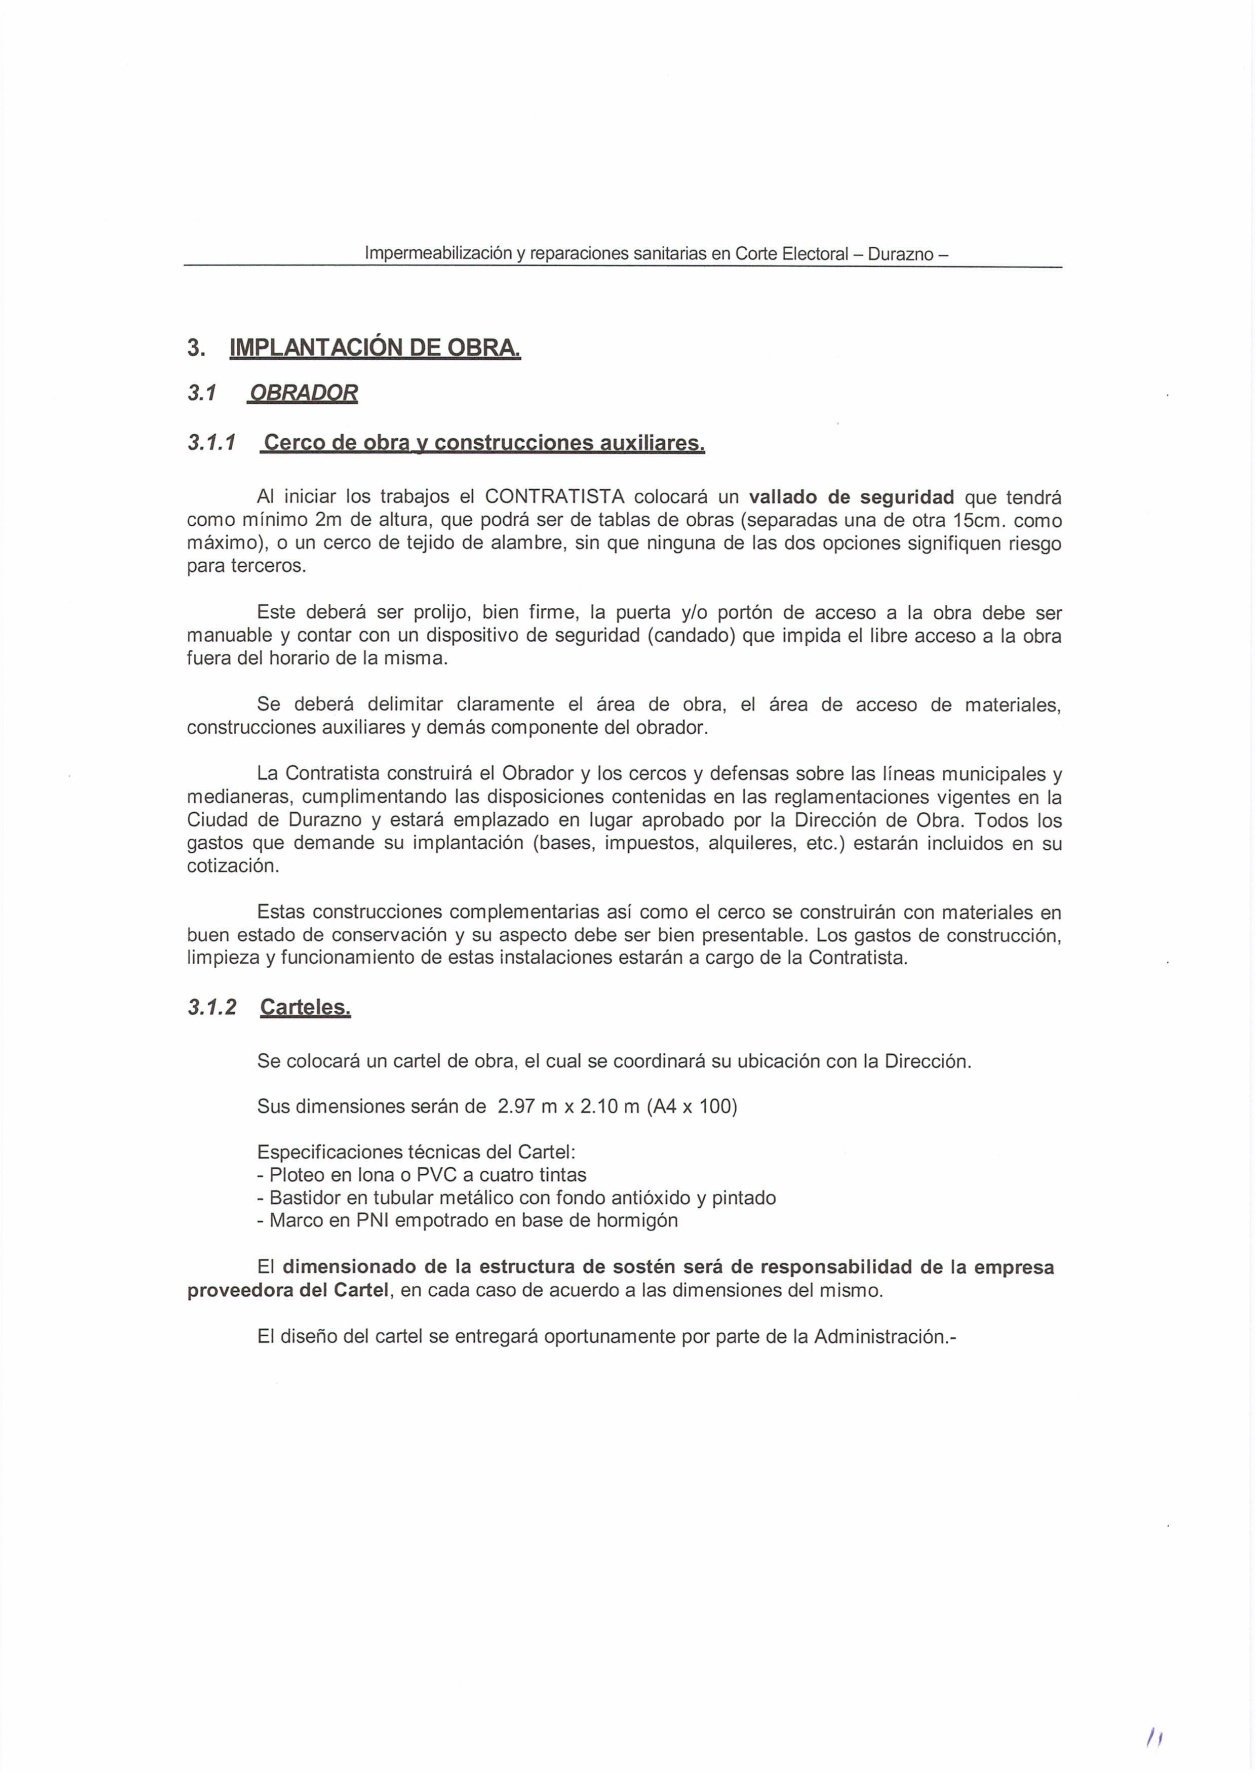 Impermeabilización y reparaciones sanitarias en Corte Electoral – Durazno –
3. IMPLANTACIÓN DE OBRA.
3.1 OBRADOR
3.1.1 Cerco de obra y construcciones auxiliares.
Al iniciar los trabajos el CONTRATISTA colocará un vallado de seguridad que tendrá
como mínimo 2m de altura, que podrá ser de tablas de obras (separadas una de otra 15cm. como
máximo), o un cerco de tejido de alambre, sin que ninguna de las dos opciones signifiquen riesgo
para terceros.
Este deberá ser prolijo, bien firme, la puerta y/o portón de acceso a la obra debe ser
manuable y contar con un dispositivo de seguridad (candado) que impida el libre acceso a la obra
fuera del horario de la misma.
Se deberá delimitar claramente el área de obra, el área de acceso de materiales,
construcciones auxiliares y demás componente del obrador.
La Contratista construirá el Obrador y los cercos y defensas sobre las líneas municipales y
medianeras, cumplimentando las disposiciones contenidas en las reglamentaciones vigentes en la
Ciudad de Durazno y estará emplazado en lugar aprobado por la Dirección de Obra. Todos los
gastos que demande su implantación (bases, impuestos, alquileres, etc.) estarán incluidos en su
cotización.
Estas construcciones complementarias así como el cerco se construirán con materiales en
buen estado de conservación y su aspecto debe ser bien presentable. Los gastos de construcción,
limpieza y funcionamiento de estas instalaciones estarán a cargo de la Contratista.
3.1.2 Carteles.
Se colocará un cartel de obra, el cual se coordinará su ubicación con la Dirección.
Sus dimensiones serán de 2.97 m x 2.10 m (A4 x 100)
Especificaciones técnicas del Cartel:
- Ploteo en lona o PVC a cuatro tintas
- Bastidor en tubular metálico con fondo antióxido y pintado
- Marco en PNI empotrado en base de hormigón
El dimensionado de la estructura de sostén será de responsabilidad de la empresa
proveedora del Cartel, en cada caso de acuerdo a las dimensiones del mismo.
El diseño del cartel se entregará oportunamente por parte de la Administración.-
11